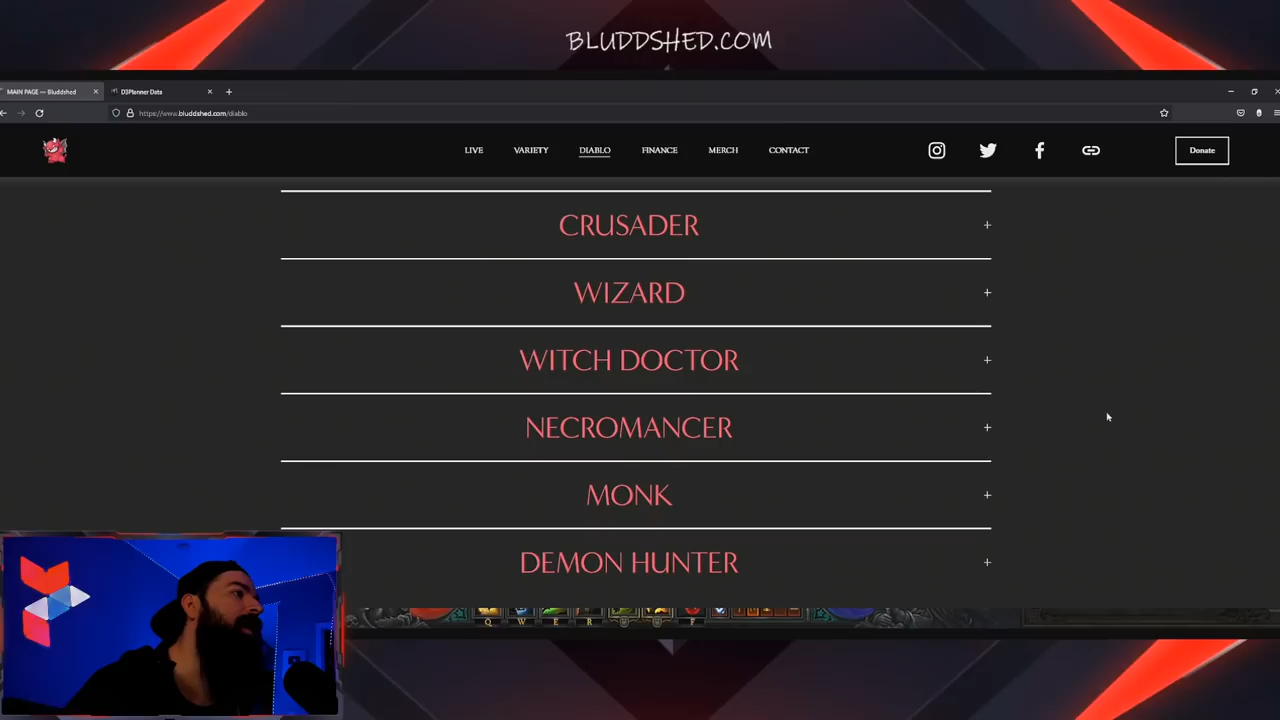 BLUDDSHED.COM
MAIN PAGE — Bluddshed
D3Planner Data
https://www.bluddshed.com/diablo
LIVE
VARIETY
DIABLO
FINANCE
MERCH
CONTACT
Donate
CRUSADER +
WIZARD +
WITCH DOCTOR +
NECROMANCER +
MONK +
DEMON HUNTER +
Q W E R F